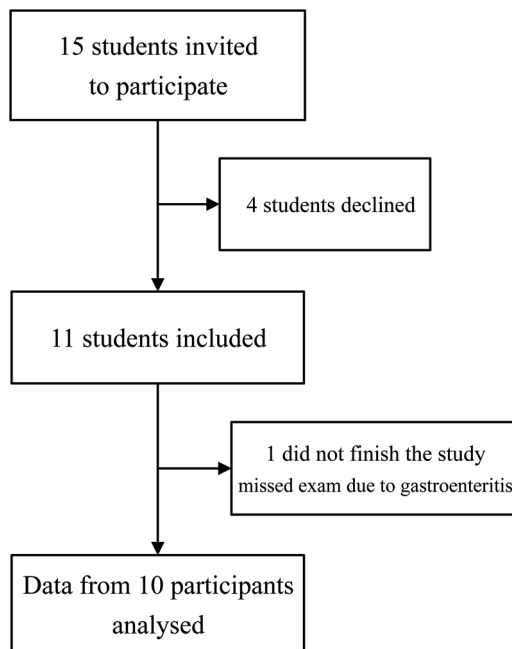 15 students invited
to participate
4 students declined
11 students included
1 did not finish the study
missed exam due to gastroenteritis
Data from 10 participants
analysed